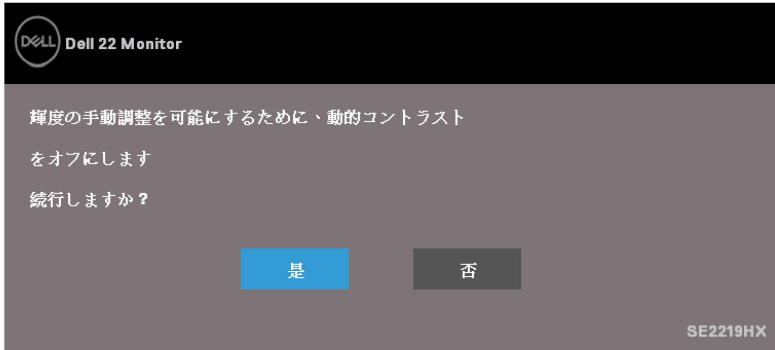 DELL Dell 22 Monitor
輝度の手動調整を可能にするために、動的コントラスト
をオフにします
続行しますか?
是 否
SE2219HX